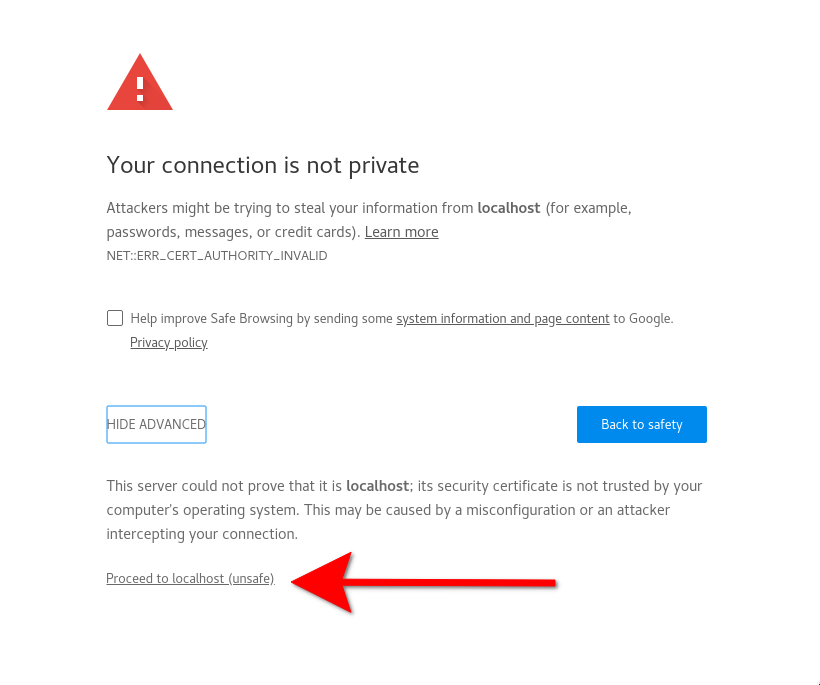 Your connection is not private
Attackers might be trying to steal your information from localhost (for example,
passwords, messages, or credit cards). Learn more
NET::ERR_CERT_AUTHORITY_INVALID
Help improve Safe Browsing by sending some system information and page content to Google.
Privacy policy
HIDE ADVANCED
Back to safety
This server could not prove that it is localhost; its security certificate is not trusted by your
computer's operating system. This may be caused by a misconfiguration or an attacker
intercepting your connection.
Proceed to localhost (unsafe)